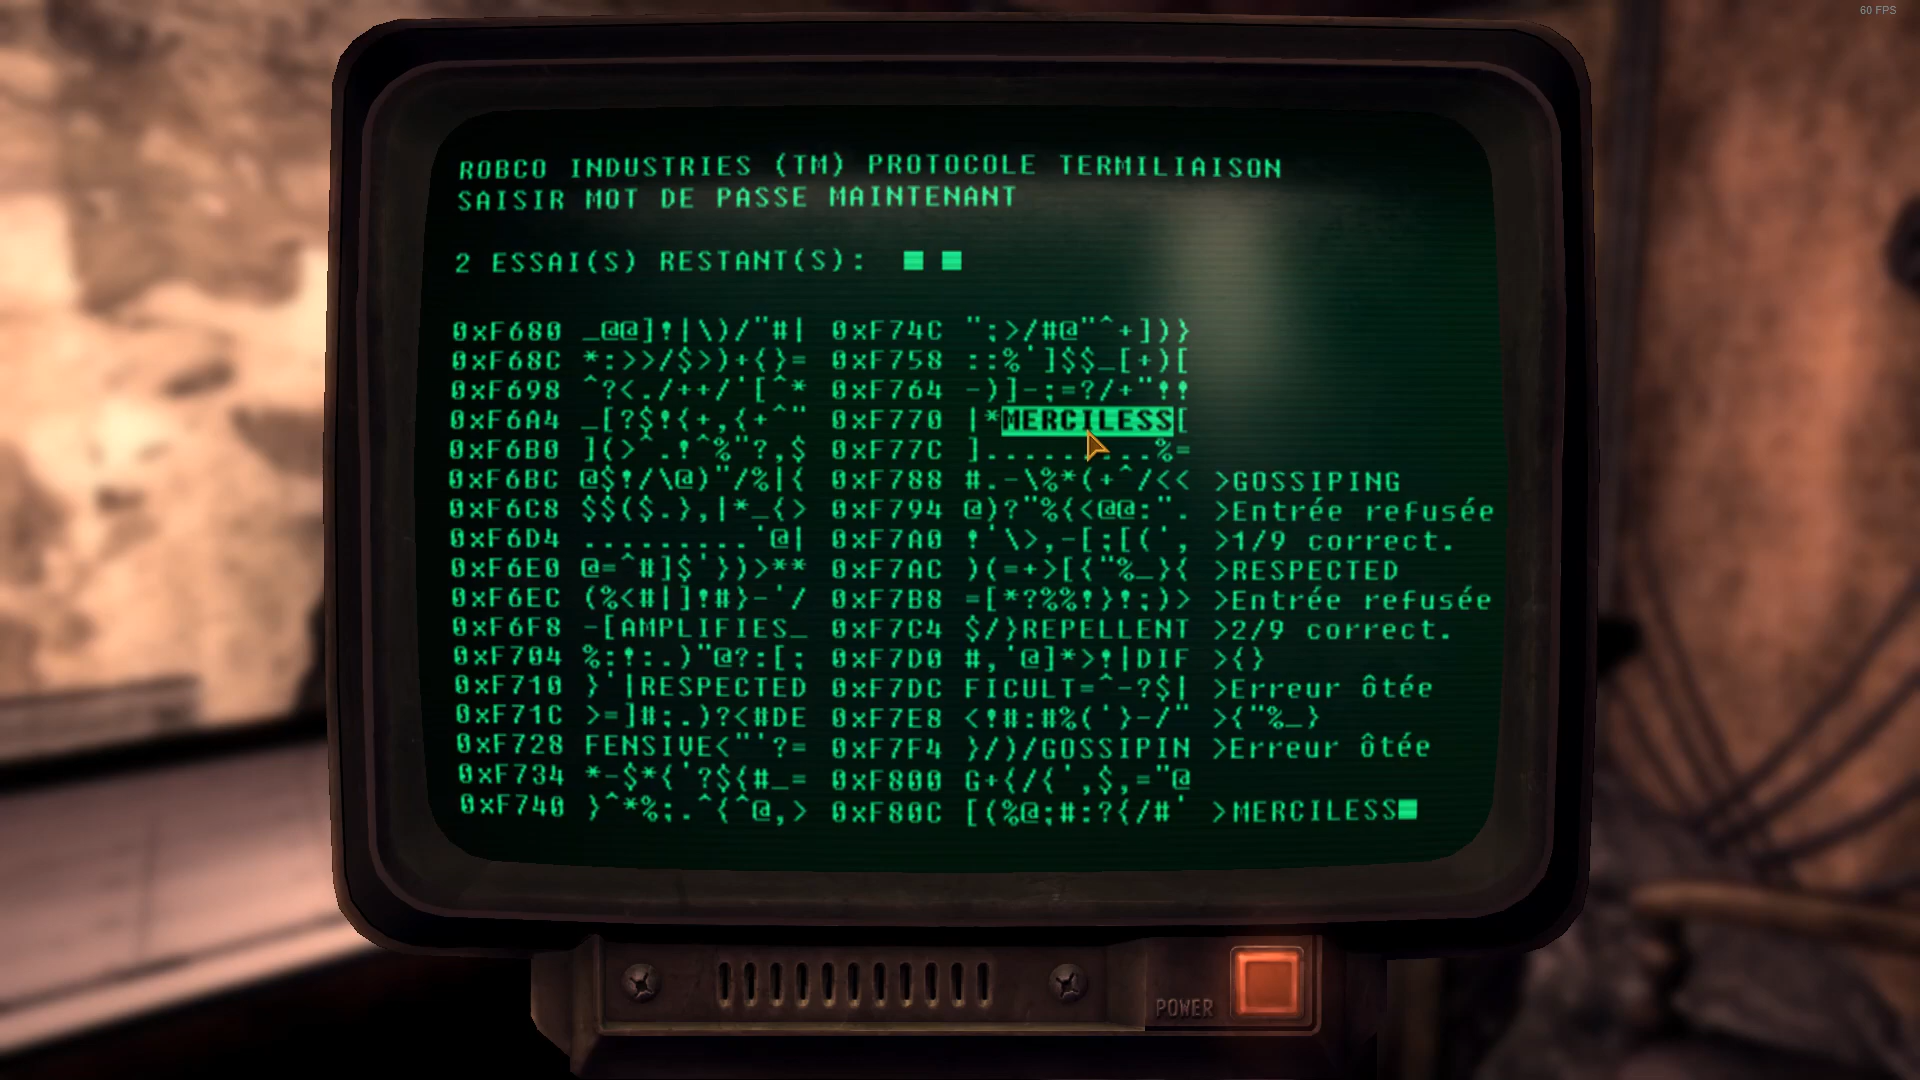 60 FPS
ROBCO INDUSTRIES (TM) PROTOCOLE TERMILIAISON
SAISIR MOT DE PASSE MAINTENANT
2 ESSAI(S) RESTANT(S): ■ ■
0xF680 _@@]!|\)/"#| 0xF74C ";>/#@"^+])}
0xF68C *:>>/$>)+{}= 0xF758 ::%']$$_[+)[
0xF698 ^?<./++/'[^* 0xF764 -)]-;=?/+"!!
0xF6A4 _[?$!{+,{+^" 0xF770 |*MERCILESS[
0xF6B0 ](>^.!^%"?,$ 0xF77C ].........%=
0xF6BC @$!/\@)"/%|{ 0xF788 #.-\%*(+^/<< >GOSSIPING
0xF6C8 $$($.},|*_{> 0xF794 @)?"%{<@@:". >Entrée refusée
0xF6D4 .........'@| 0xF7A0 !'\>,-[;[(', >1/9 correct.
0xF6E0 @=^#]$'})>** 0xF7AC )(=+>[{"%_}{ >RESPECTED
0xF6EC (%<#|]!#}-'/ 0xF7B8 =[*?%%!}!;)> >Entrée refusée
0xF6F8 -[AMPLIFIES_ 0xF7C4 $/}REPELLENT >2/9 correct.
0xF704 %:!:.)"@?:[; 0xF7D0 #,'@]*>!|DIF >{}
0xF710 }'|RESPECTED 0xF7DC FICULT=^-?$| >Erreur ôtée
0xF71C >=]#;.)?<#DE 0xF7E8 <!#:#%('}-/" >{"%_}
0xF728 FENSIVE<"'?= 0xF7F4 }/)/GOSSIPIN >Erreur ôtée
0xF734 *-$*{'?${#_= 0xF800 G+{/{',$,="@
0xF740 }^*%;.^{^@,> 0xF80C [(%@;#:?{/#' >MERCILESS■
POWER